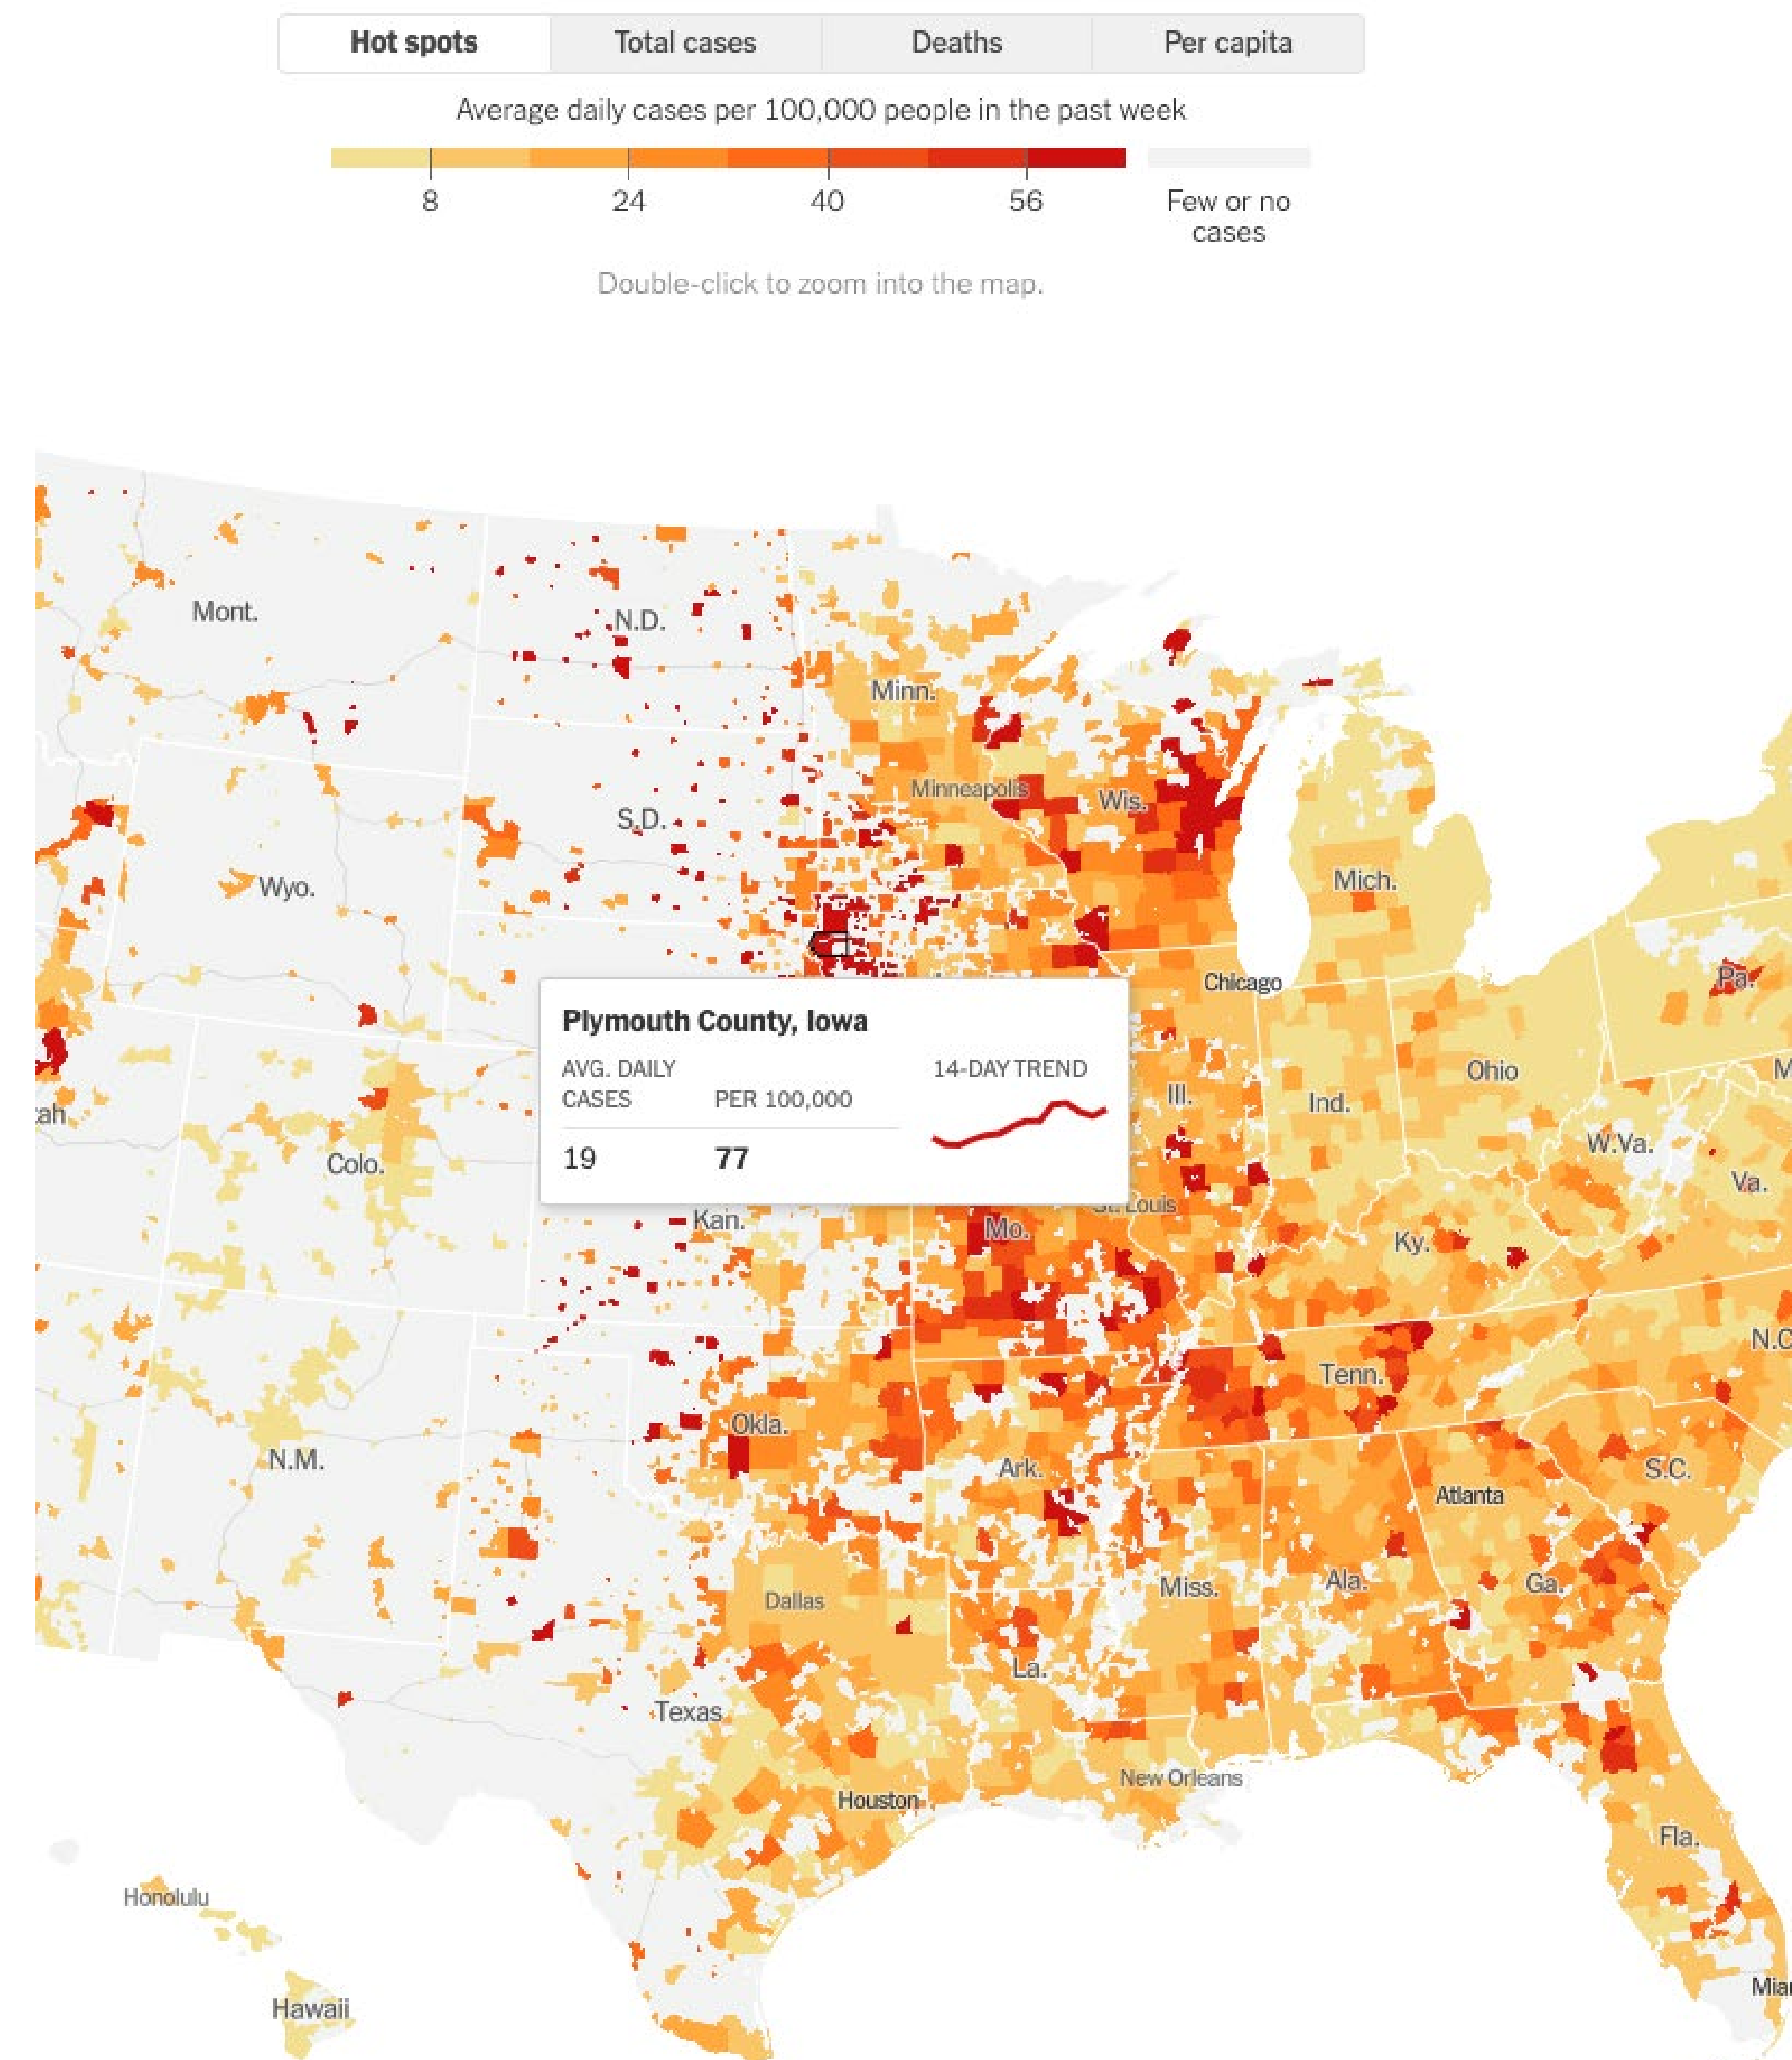 Hot spots
Total cases
Deaths
Per capita
Average daily cases per 100,000 people in the past week
8
24
40
56
Few or no
cases
Double-click to zoom into the map.
Mont.
N.D.
Minn.
Minneapolis
Wis.
S.D.
Wyo.
Mich.
Chicago
Pa.
Plymouth County, Iowa
AVG. DAILY
CASES
PER 100,000
14-DAY TREND
19
77
Ohio
Ill.
Ind.
ah
W.Va.
Colo.
Va.
M
St. Louis
Kan.
Mo.
Ky.
N.C
Tenn.
Okla.
N.M.
Ark.
S.C.
Atlanta
Dallas
Miss.
Ala.
Ga.
La.
Texas
New Orleans
Houston
Fla.
Honolulu
Miar
Hawaii